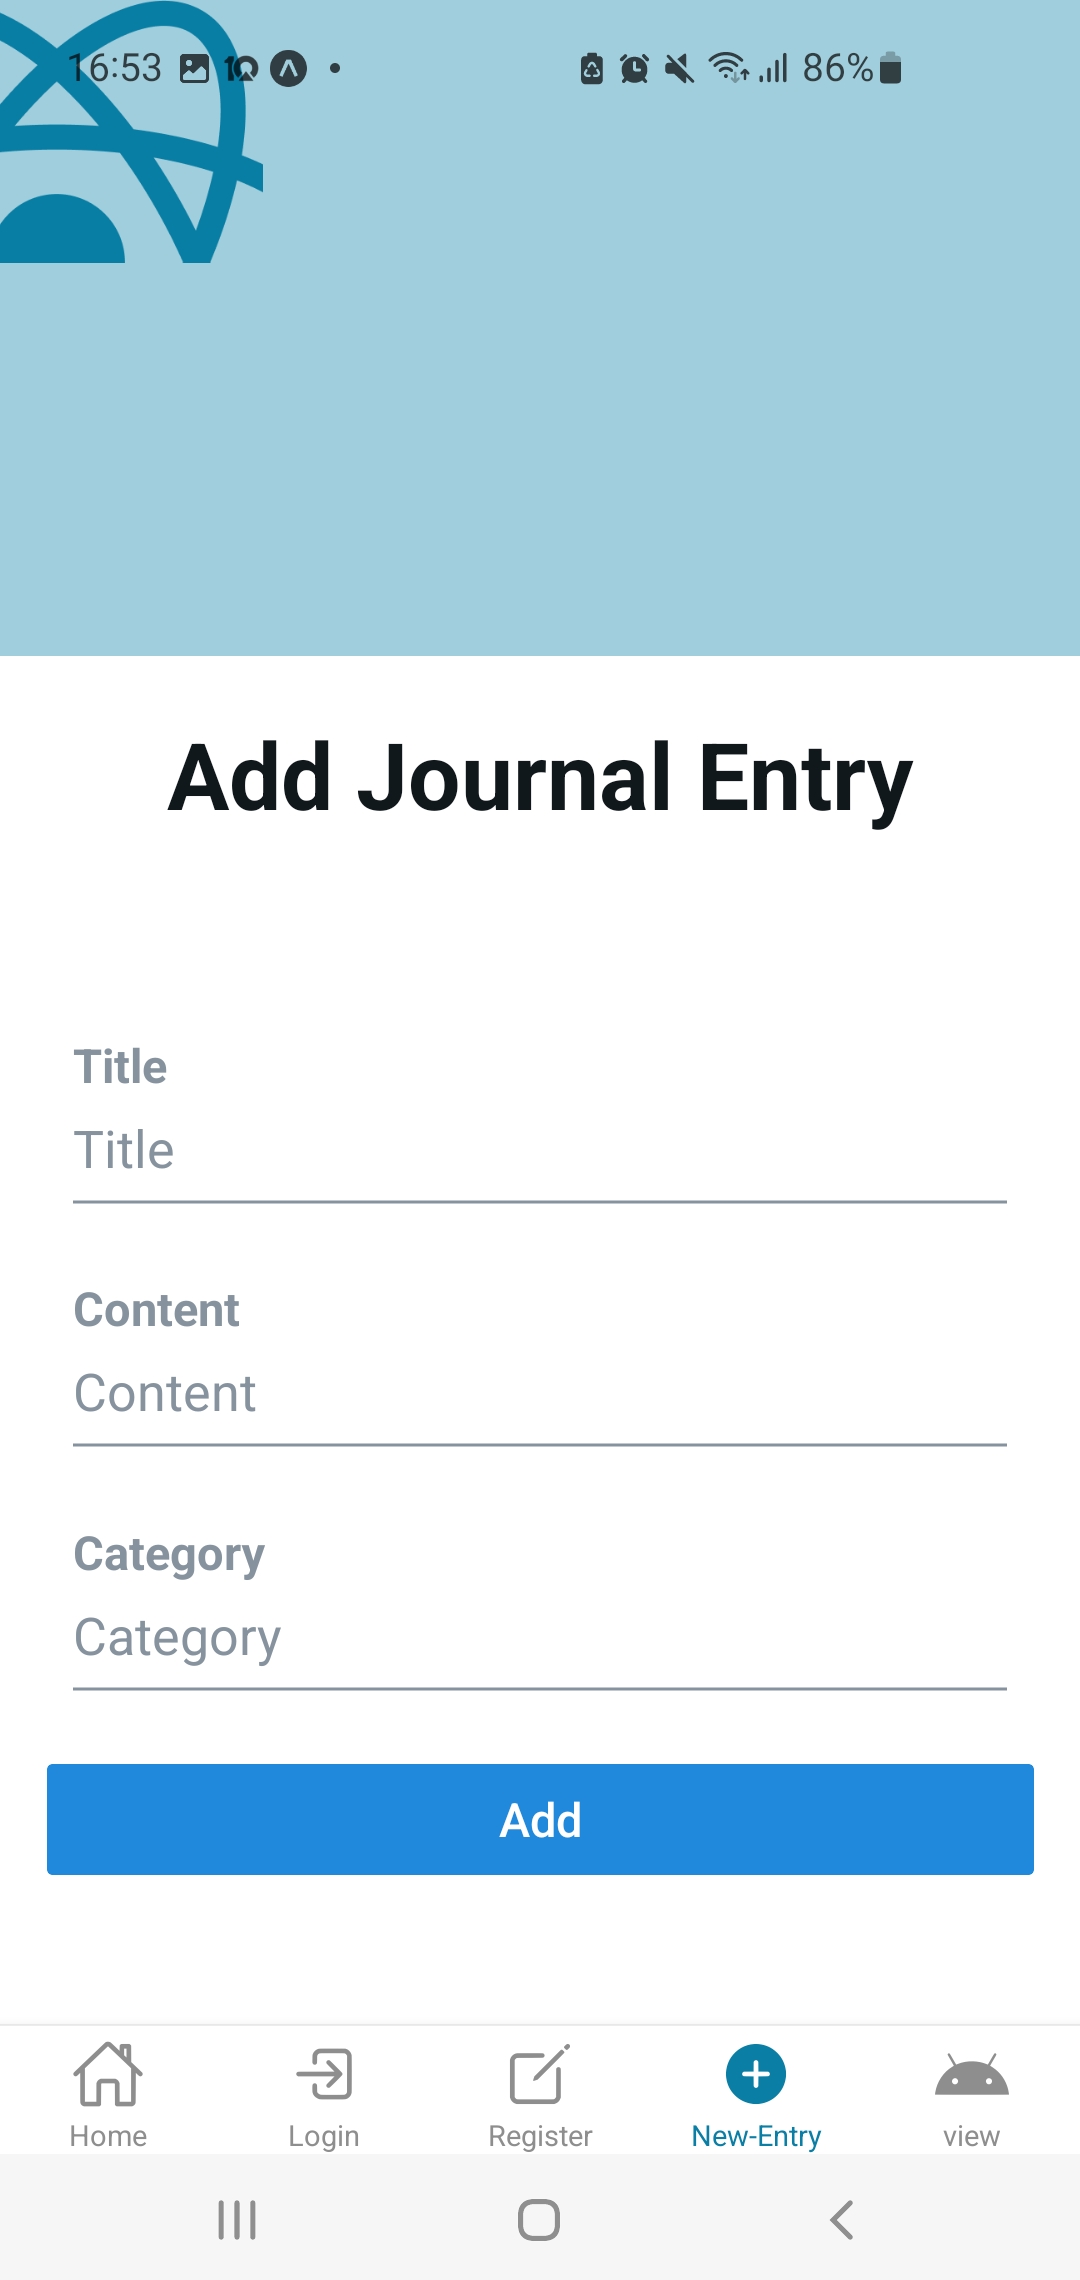 16:53
86%
Add Journal Entry
Title
Title
Content
Content
Category
Category
Add
Home Login Register New-Entry view